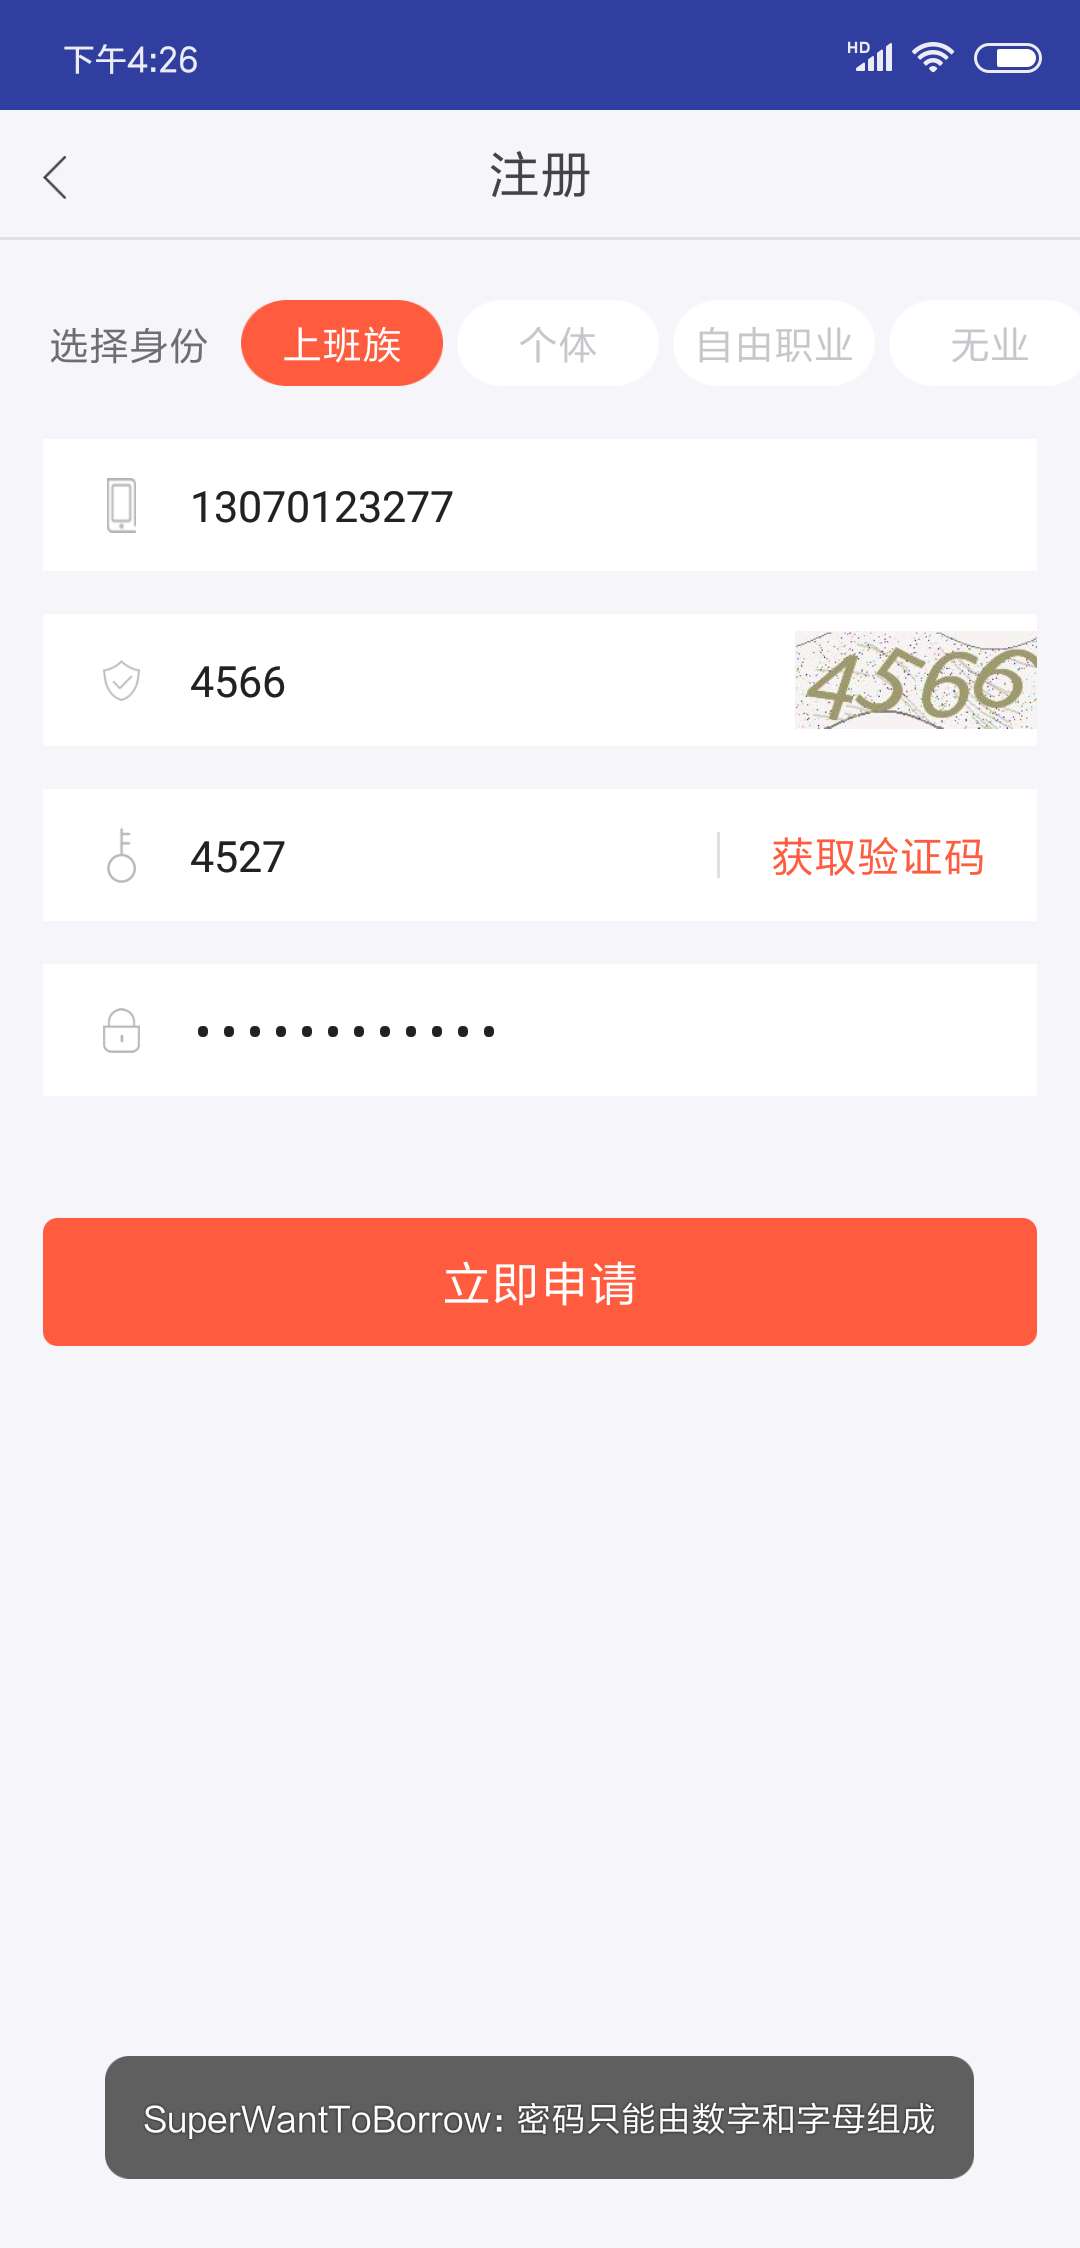 下午4:26
HD
注册
选择身份 上班族 个体 自由职业 无业
13070123277
4566 4566
4527 获取验证码
••••••••••••
立即申请
SuperWantToBorrow: 密码只能由数字和字母组成